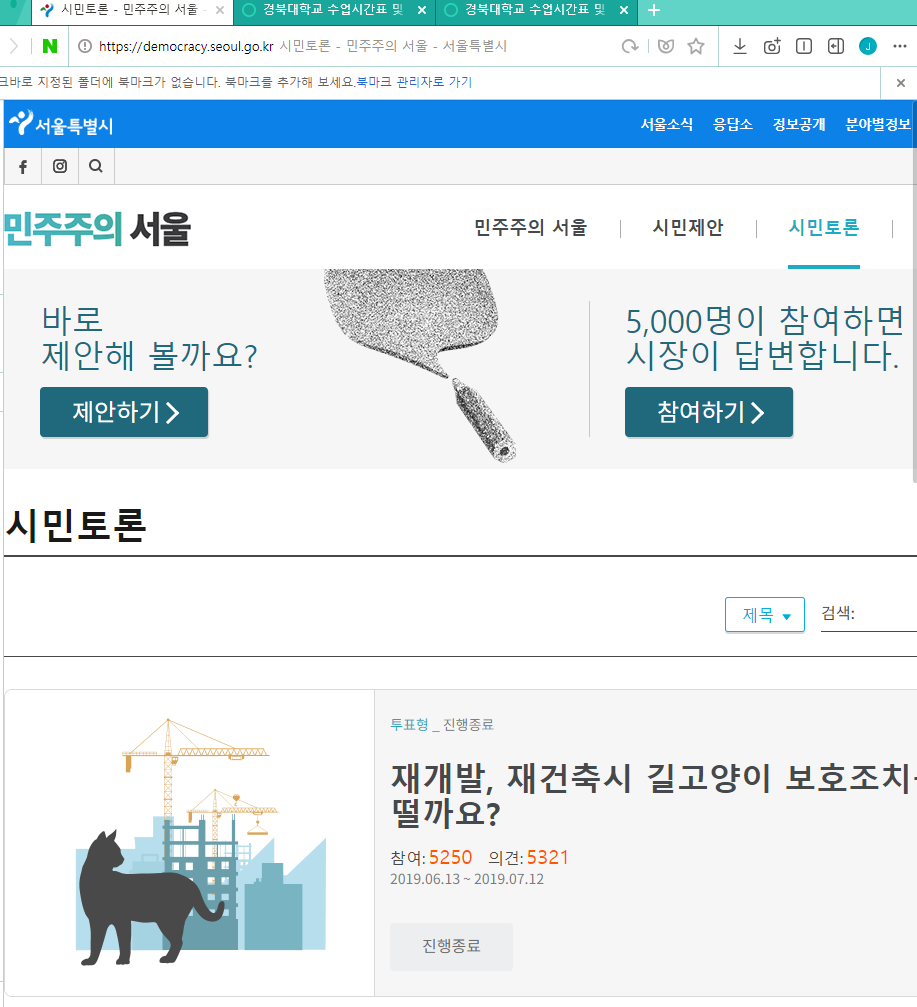 시민토론 - 민주주의 서울 -
경북대학교 수업시간표 및
경북대학교 수업시간표 및
https://democracy.seoul.go.kr 시민토론 - 민주주의 서울 - 서울특별시
크바로 지정된 폴더에 북마크가 없습니다. 북마크를 추가해 보세요.북마크 관리자로 가기
서울특별시
서울소식 응답소 정보공개 분야별정보
민주주의 서울
민주주의 서울 시민제안 시민토론
바로
제안해 볼까요?
제안하기
5,000명이 참여하면
시장이 답변합니다.
참여하기
시민토론
제목 검색:
투표형 _ 진행종료
재개발, 재건축시 길고양이 보호조치
떨까요?
참여: 5250 의견: 5321
2019.06.13 ~ 2019.07.12
진행종료